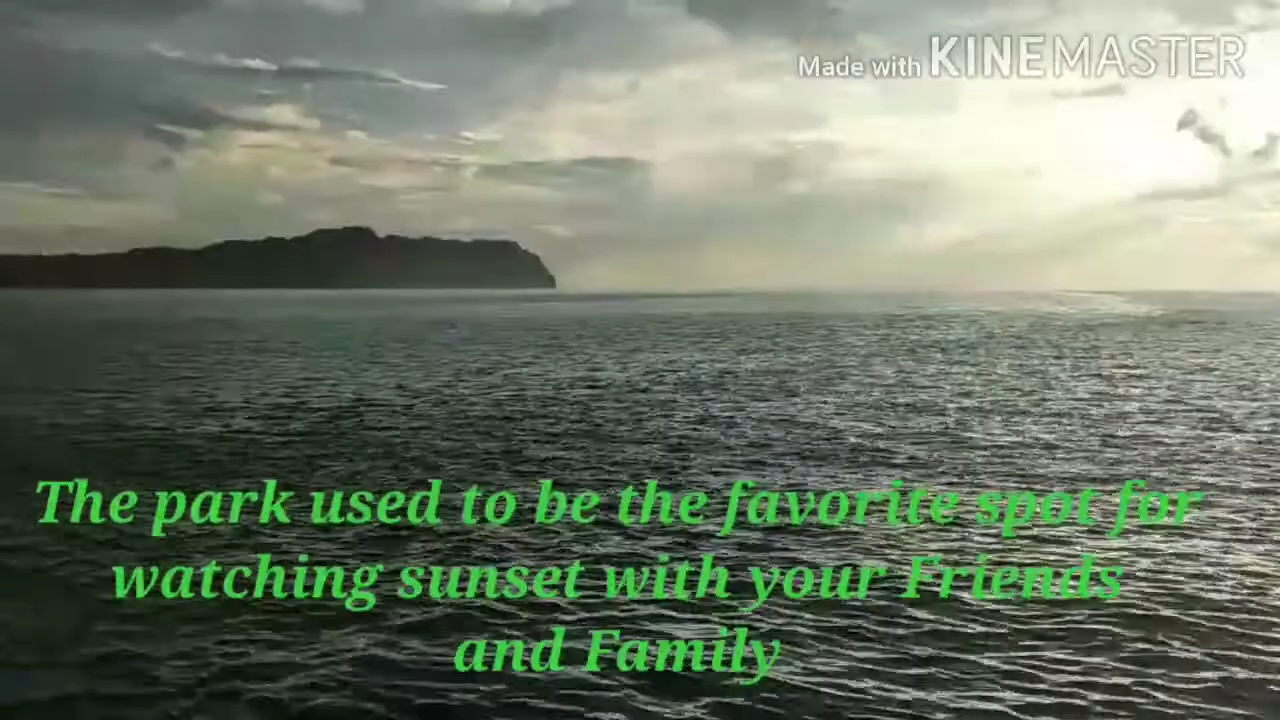 Made with KINEMASTER
The park used to be the favorite spot for
watching sunset with your Friends
and Family